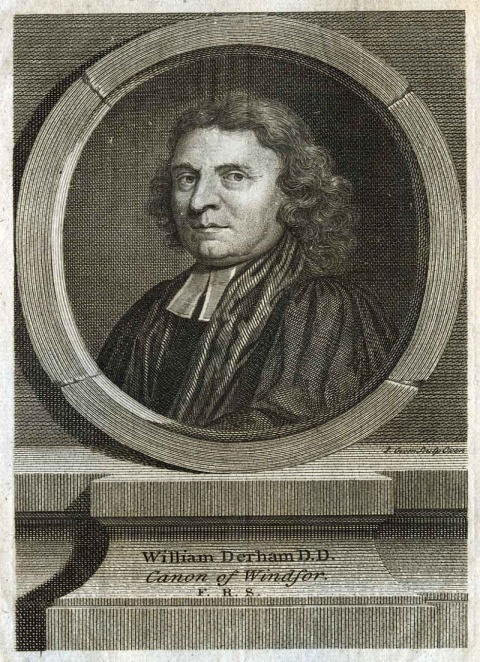 William Derham D.D.
Canon of Windſor.
F. R. S.